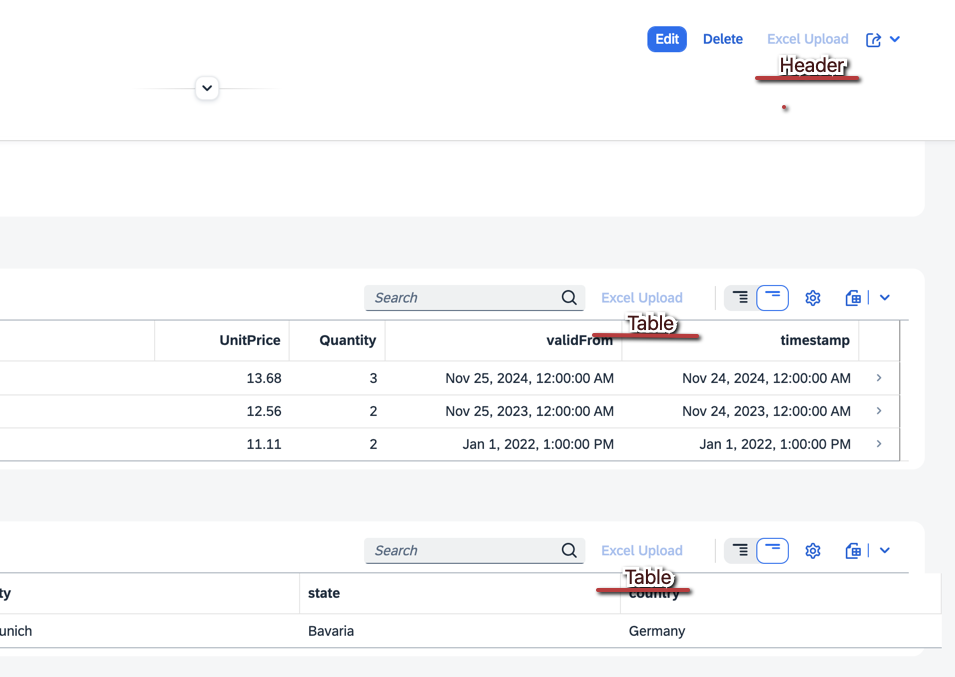 Edit Delete Excel Upload
Header
Search Excel Upload
Table
UnitPrice Quantity validFrom timestamp
13.68 3 Nov 25, 2024, 12:00:00 AM Nov 24, 2024, 12:00:00 AM
12.56 2 Nov 25, 2023, 12:00:00 AM Nov 24, 2023, 12:00:00 AM
11.11 2 Jan 1, 2022, 1:00:00 PM Jan 1, 2022, 1:00:00 PM
Search Excel Upload
Table
ty state country
unich Bavaria Germany